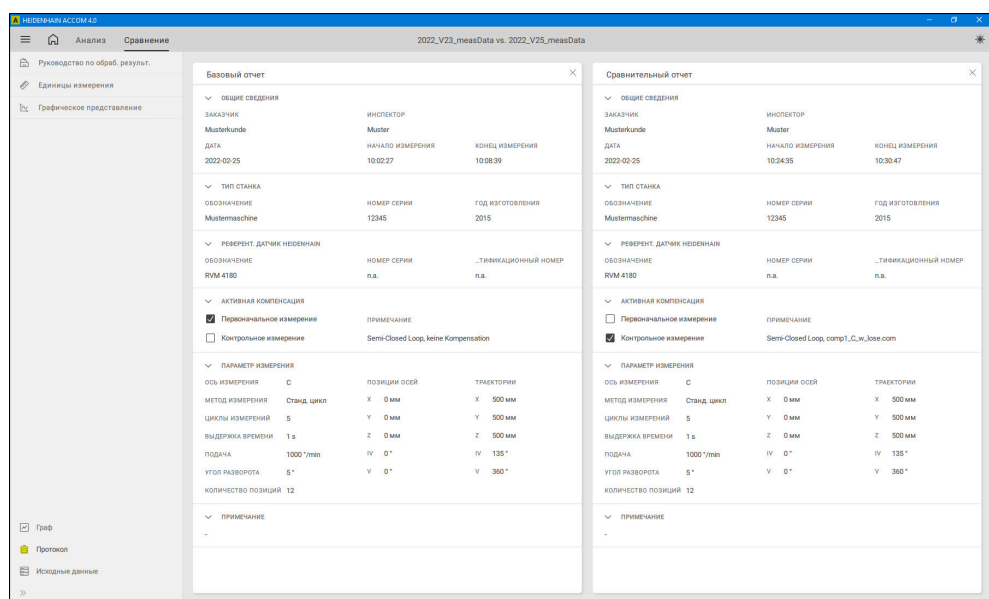 HEIDENHAIN ACCOM 4.0
Анализ Сравнение 2022_V23_measData vs. 2022_V25_measData
Руководство по обраб. результ.
Единицы измерения
Графическое представление
Базовый отчет
ОБЩИЕ СВЕДЕНИЯ
ЗАКАЗЧИК ИНСПЕКТОР
Musterkunde Muster
ДАТА НАЧАЛО ИЗМЕРЕНИЯ КОНЕЦ ИЗМЕРЕНИЯ
2022-02-25 10:02:27 10:08:39
ТИП СТАНКА
ОБОЗНАЧЕНИЕ НОМЕР СЕРИИ ГОД ИЗГОТОВЛЕНИЯ
Mustermaschine 12345 2015
РЕФЕРЕНТ. ДАТЧИК HEIDENHAIN
ОБОЗНАЧЕНИЕ НОМЕР СЕРИИ ...ТИФИКАЦИОННЫЙ НОМЕР
RVM 4180 n.a. n.a.
АКТИВНАЯ КОМПЕНСАЦИЯ
Первоначальное измерение ПРИМЕЧАНИЕ
Контрольное измерение Semi-Closed Loop, keine Kompensation
ПАРАМЕТР ИЗМЕРЕНИЯ
ОСЬ ИЗМЕРЕНИЯ C ПОЗИЦИИ ОСЕЙ ТРАЕКТОРИИ
МЕТОД ИЗМЕРЕНИЯ Станд. цикл X 0 мм X 500 мм
ЦИКЛЫ ИЗМЕРЕНИЙ 5 Y 0 мм Y 500 мм
ВЫДЕРЖКА ВРЕМЕНИ 1 s Z 0 мм Z 500 мм
ПОДАЧА 1000 °/min IV 0 ° IV 135 °
УГОЛ РАЗВОРОТА 5 ° V 0 ° V 360 °
КОЛИЧЕСТВО ПОЗИЦИЙ 12
ПРИМЕЧАНИЕ
-
Сравнительный отчет
ОБЩИЕ СВЕДЕНИЯ
ЗАКАЗЧИК ИНСПЕКТОР
Musterkunde Muster
ДАТА НАЧАЛО ИЗМЕРЕНИЯ КОНЕЦ ИЗМЕРЕНИЯ
2022-02-25 10:24:35 10:30:47
ТИП СТАНКА
ОБОЗНАЧЕНИЕ НОМЕР СЕРИИ ГОД ИЗГОТОВЛЕНИЯ
Mustermaschine 12345 2015
РЕФЕРЕНТ. ДАТЧИК HEIDENHAIN
ОБОЗНАЧЕНИЕ НОМЕР СЕРИИ ...ТИФИКАЦИОННЫЙ НОМЕР
RVM 4180 n.a. n.a.
АКТИВНАЯ КОМПЕНСАЦИЯ
Первоначальное измерение ПРИМЕЧАНИЕ
Контрольное измерение Semi-Closed Loop, comp1_C_w_lose.com
ПАРАМЕТР ИЗМЕРЕНИЯ
ОСЬ ИЗМЕРЕНИЯ C ПОЗИЦИИ ОСЕЙ ТРАЕКТОРИИ
МЕТОД ИЗМЕРЕНИЯ Станд. цикл X 0 мм X 500 мм
ЦИКЛЫ ИЗМЕРЕНИЙ 5 Y 0 мм Y 500 мм
ВЫДЕРЖКА ВРЕМЕНИ 1 s Z 0 мм Z 500 мм
ПОДАЧА 1000 °/min IV 0 ° IV 135 °
УГОЛ РАЗВОРОТА 5 ° V 0 ° V 360 °
КОЛИЧЕСТВО ПОЗИЦИЙ 12
ПРИМЕЧАНИЕ
-
Граф
Протокол
Исходные данные